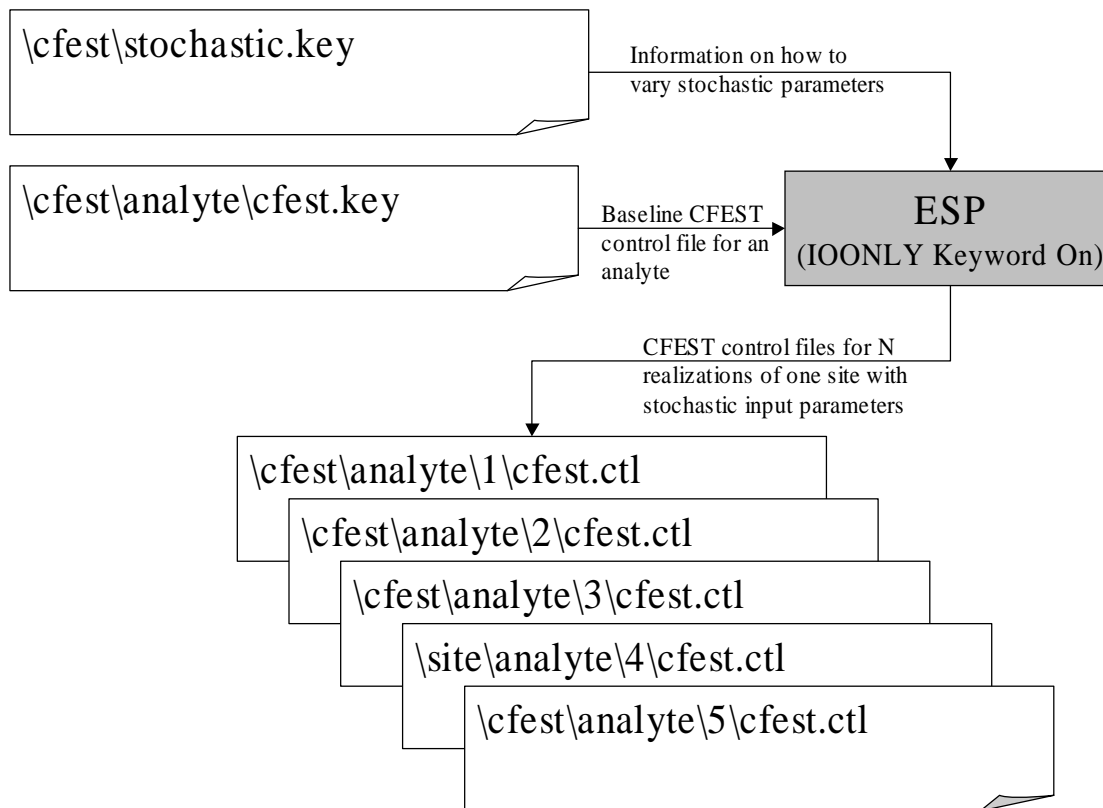 \cfest\stochastic.key
Information on how to
vary stochastic parameters
\cfest\analyte\cfest.key
Baseline CFEST
control file for an
analyte
ESP
(IOONLY Keyword On)
CFEST control files for N
realizations of one site with
stochastic input parameters
\cfest\analyte\1\cfest.ctl
\cfest\analyte\2\cfest.ctl
\cfest\analyte\3\cfest.ctl
\site\analyte\4\cfest.ctl
\cfest\analyte\5\cfest.ctl